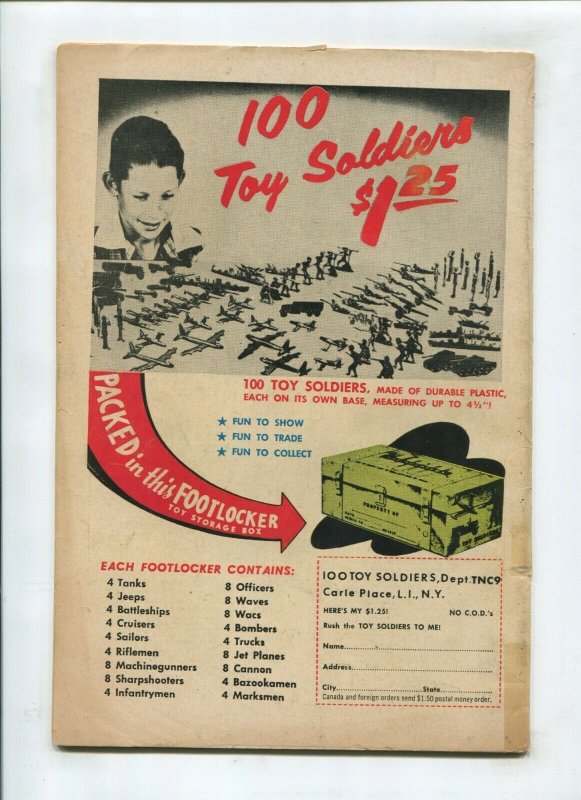 100
Toy Soldiers
$1.25
100 TOY SOLDIERS, MADE OF DURABLE PLASTIC,
EACH ON ITS OWN BASE, MEASURING UP TO 4½"!
★ FUN TO SHOW
★ FUN TO TRADE
★ FUN TO COLLECT
PACKED in this FOOTLOCKER
TOY STORAGE BOX
PROPERTY OF
EACH FOOTLOCKER CONTAINS:
4 Tanks
4 Jeeps
4 Battleships
4 Cruisers
4 Sailors
4 Riflemen
8 Machinegunners
8 Sharpshooters
4 Infantrymen
8 Officers
8 Waves
8 Wacs
4 Bombers
4 Trucks
8 Jet Planes
8 Cannon
4 Bazookamen
4 Marksmen
100 TOY SOLDIERS, Dept. TNC9
Carle Place, L.I., N.Y.
HERE'S MY $1.25! NO C.O.D.'s
Rush the TOY SOLDIERS TO ME!
Name
Address
City State
Canada and foreign orders send $1.50 postal money order.